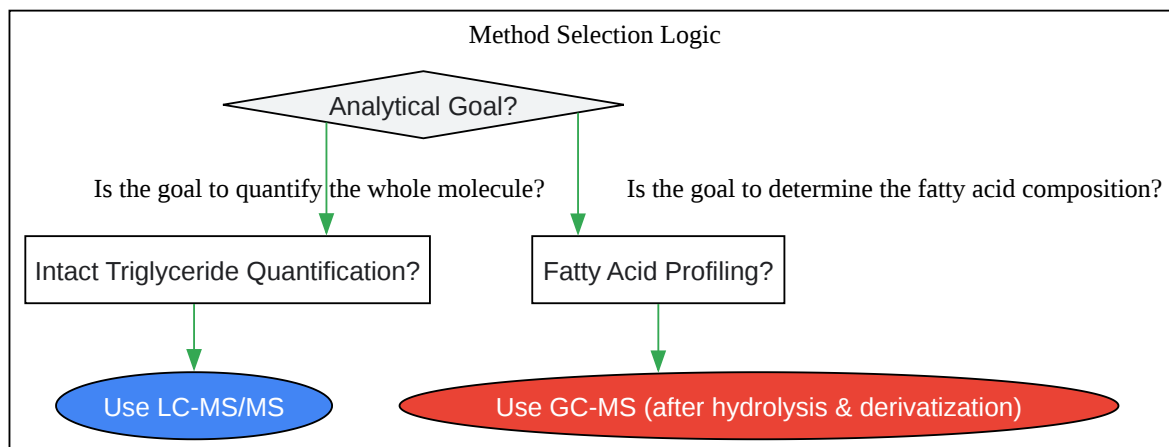 Method Selection Logic
Analytical Goal?
Is the goal to quantify the whole molecule?
Is the goal to determine the fatty acid composition?
Intact Triglyceride Quantification?
Fatty Acid Profiling?
Use LC-MS/MS
Use GC-MS (after hydrolysis & derivatization)